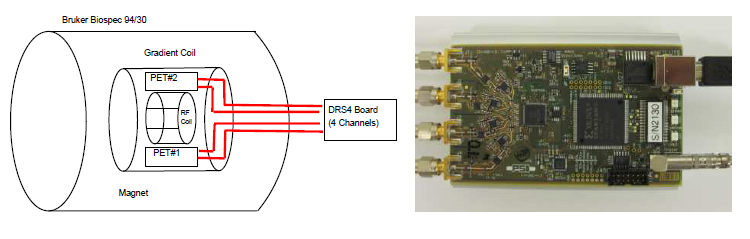 Bruker Biospec 94/30
Gradient Coil
PET#2
RF
Coil
DRS4 Board
(4 Channels)
PET#1
Magnet
S/N2130